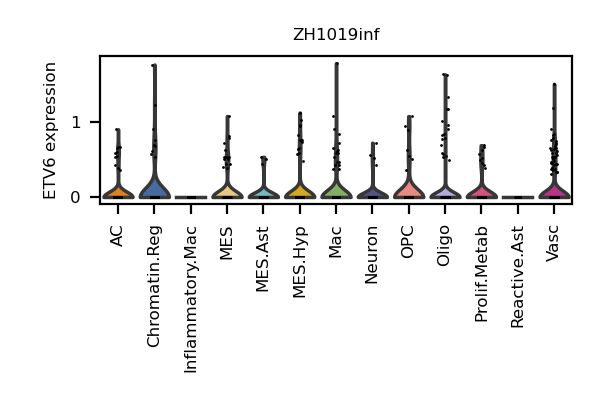 ZH1019inf
ETV6 expression
1
0
AC
Chromatin.Reg
Inflammatory.Mac
MES
MES.Ast
MES.Hyp
Mac
Neuron
OPC
Oligo
Prolif.Metab
Reactive.Ast
Vasc